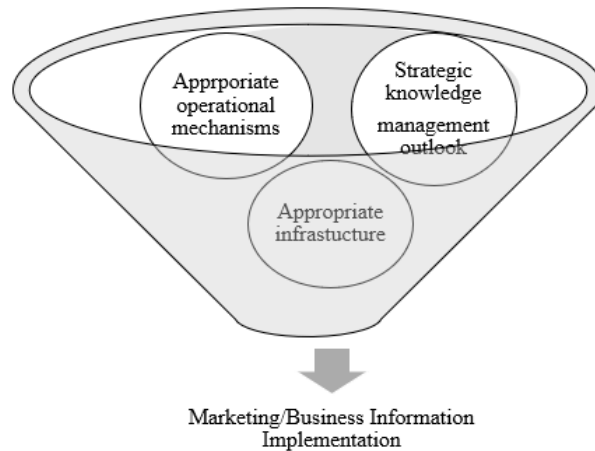 Apprporiate
operational
mechanisms
Strategic
knowledge
management
outlook
Appropriate
infrastucture
Marketing/Business Information
Implementation